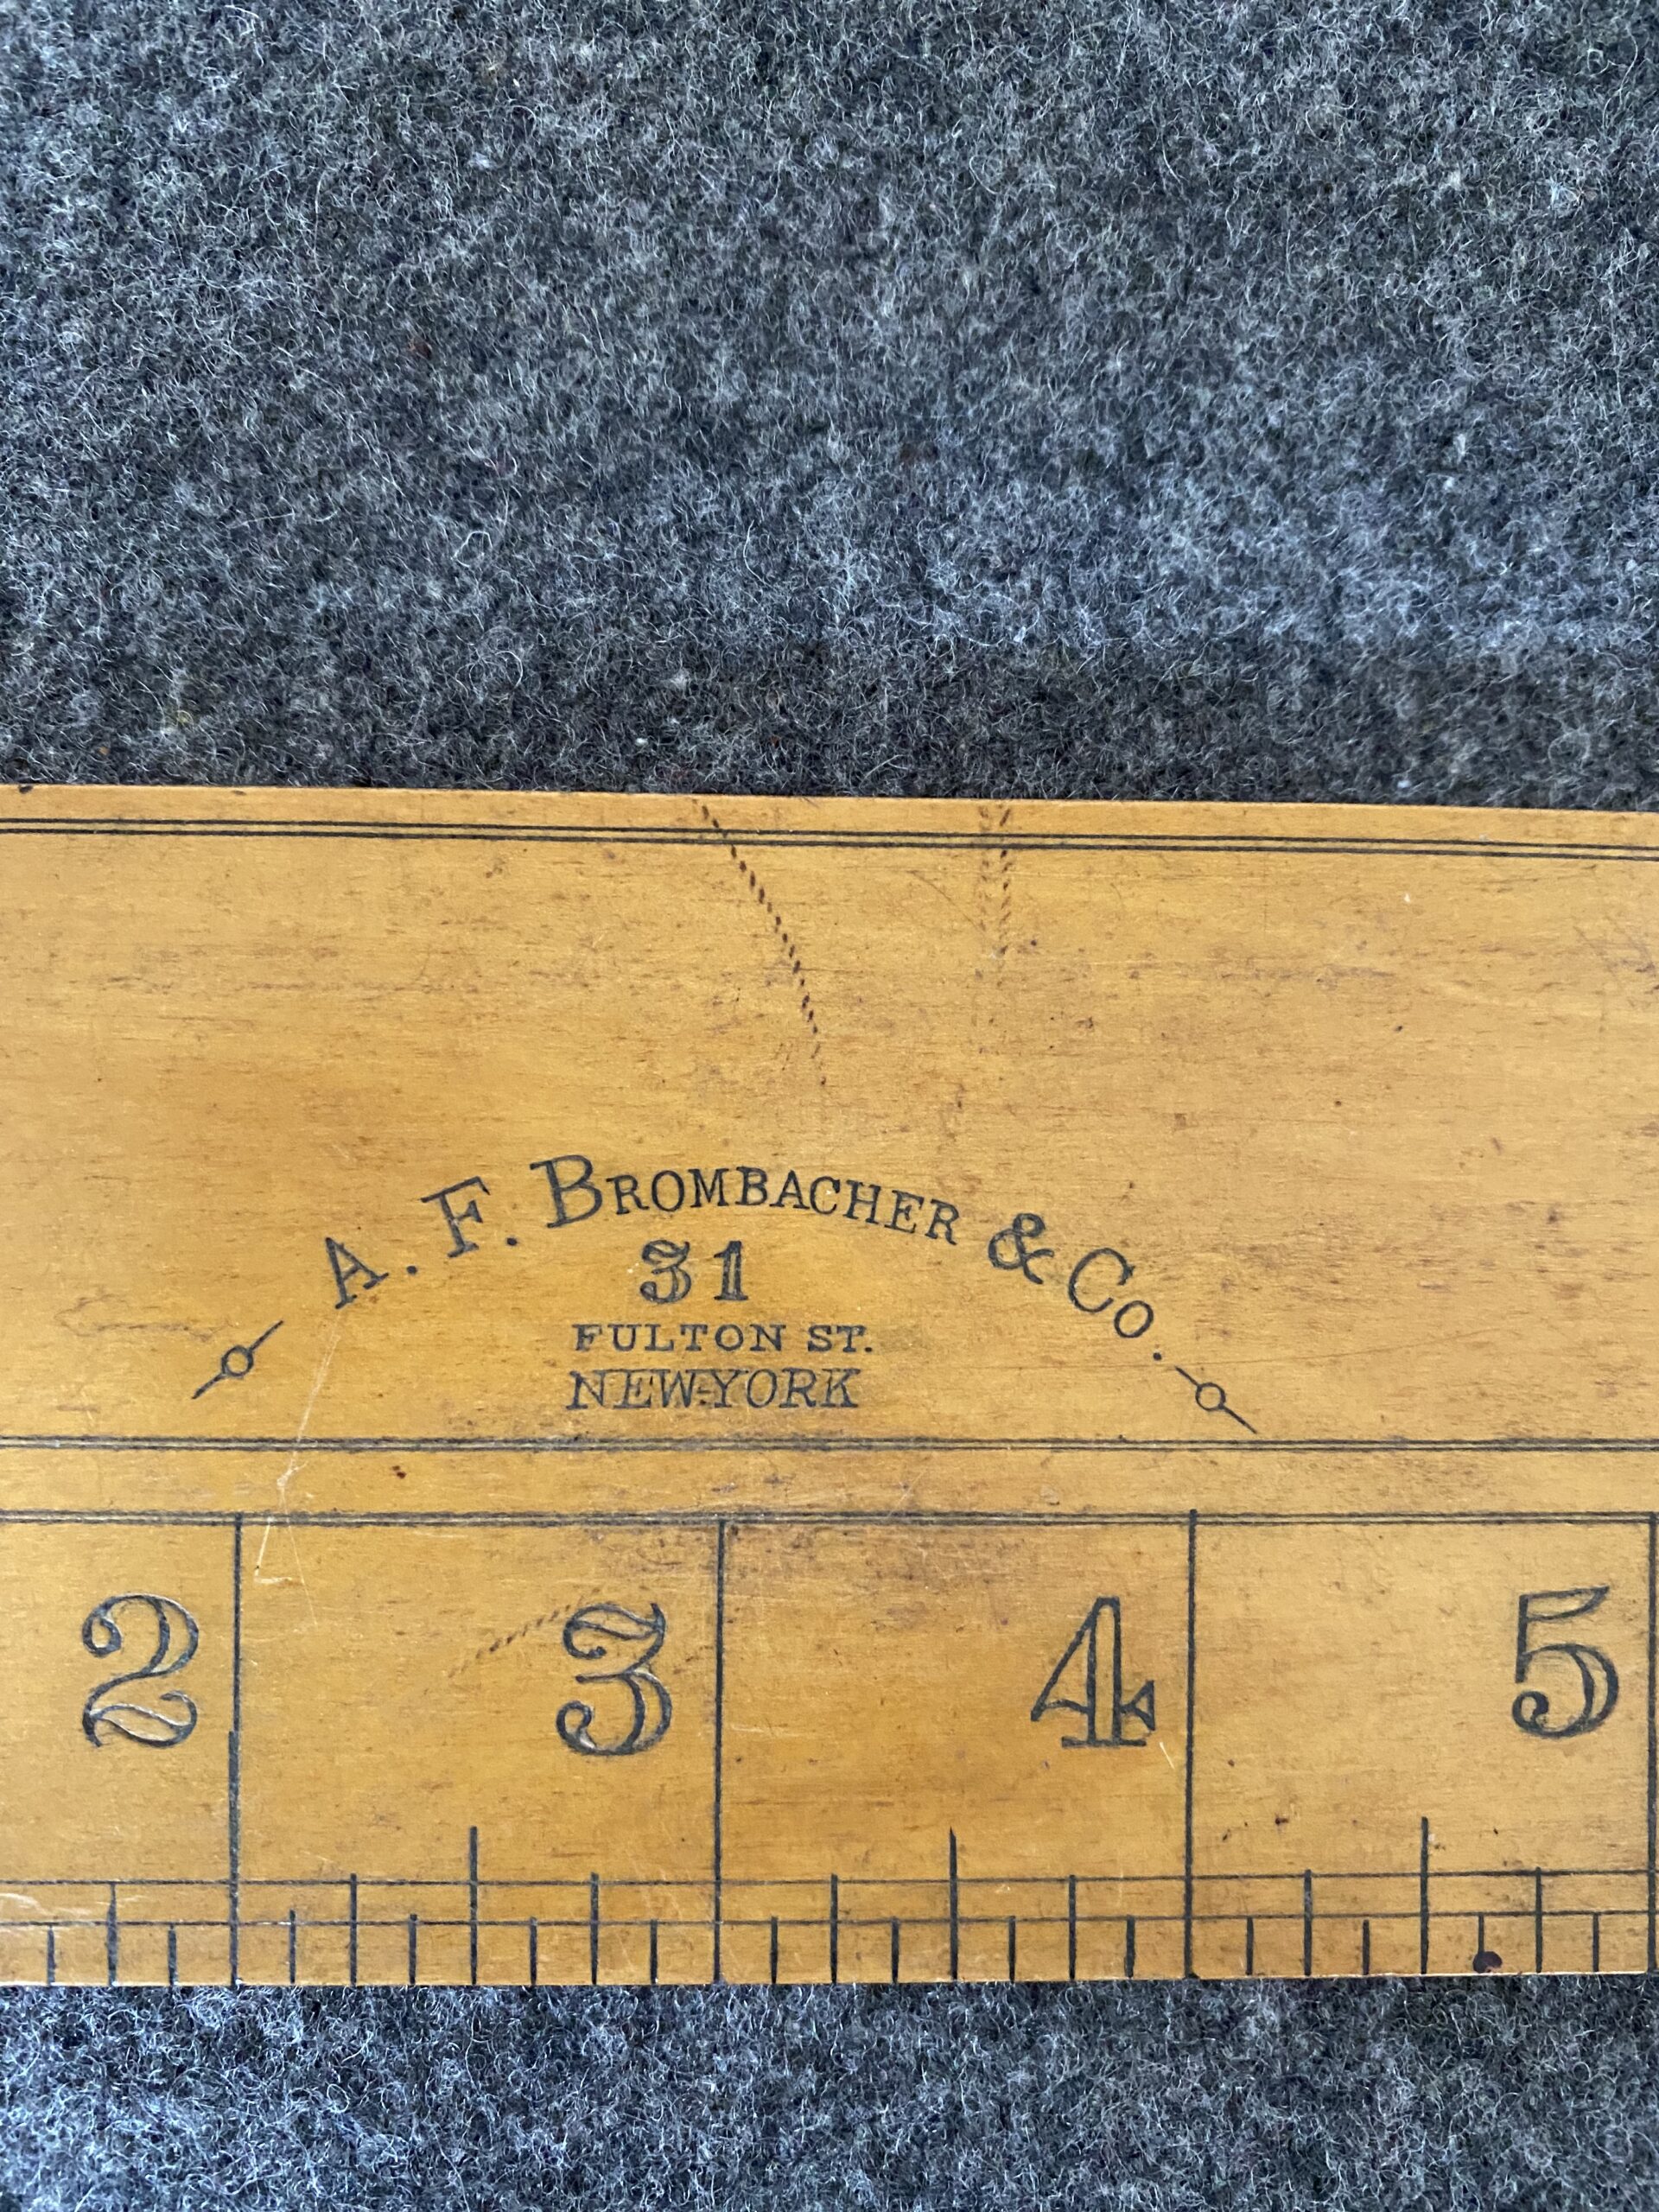 A. F. BROMBACHER & CO.
31
FULTON ST.
NEW-YORK
2 3 4 5